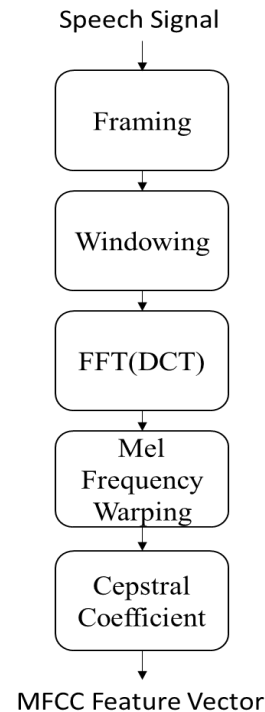 Speech Signal
Framing
Windowing
FFT(DCT)
Mel
Frequency
Warping
Cepstral
Coefficient
MFCC Feature Vector